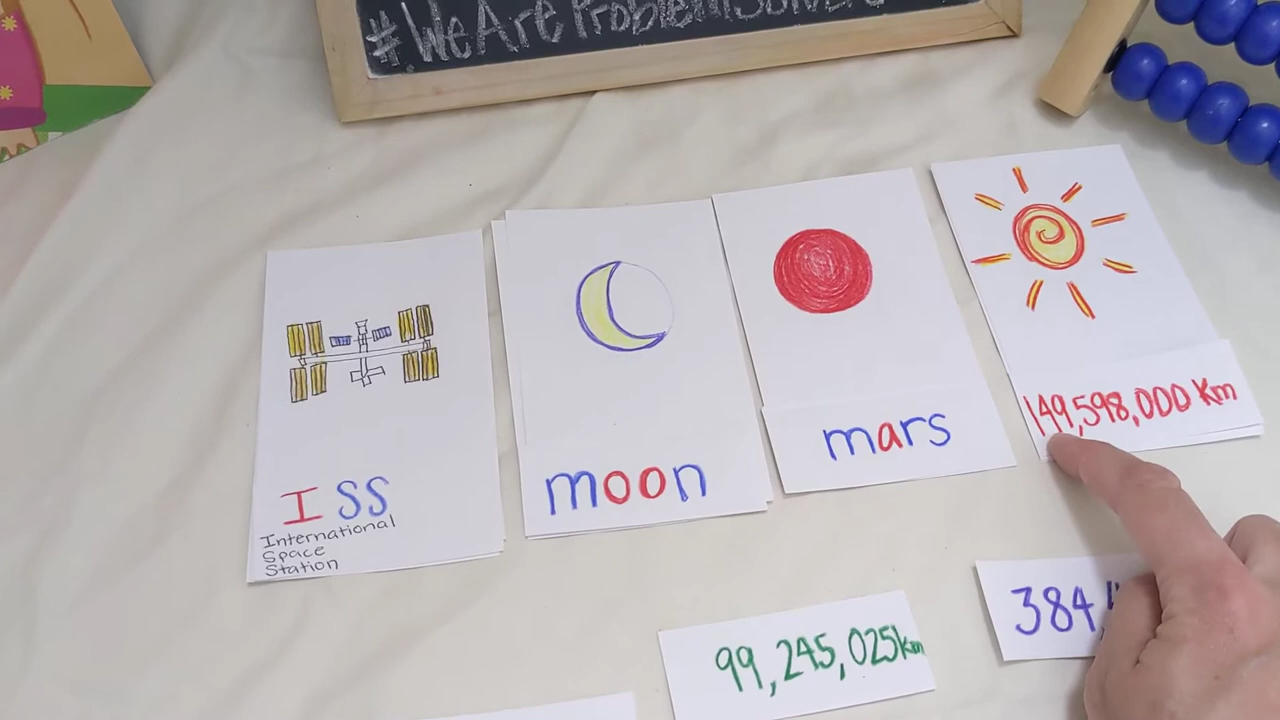 #.WeAreProblemSolvers
ISS
International
Space
Station
moon
mars
149,598,000 Km
99,245,025km
384,